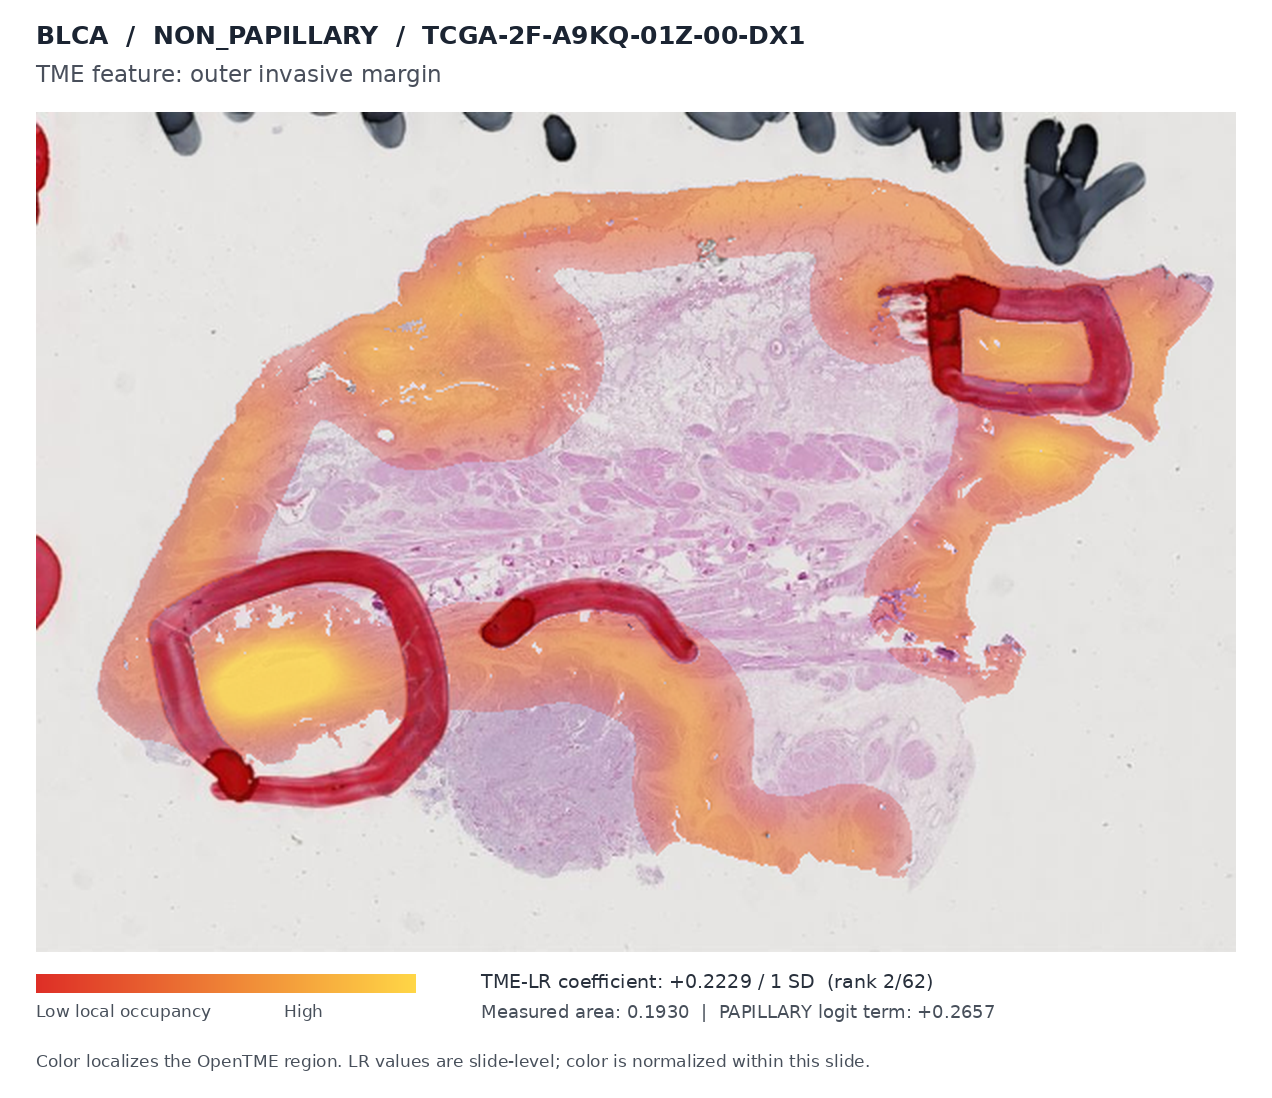 BLCA / NON_PAPILLARY / TCGA-2F-A9KQ-01Z-00-DX1
TME feature: outer invasive margin
TME-LR coefficient: +0.2229 / 1 SD (rank 2/62)
Low local occupancy High
Measured area: 0.1930 | PAPILLARY logit term: +0.2657
Color localizes the OpenTME region. LR values are slide-level; color is normalized within this slide.